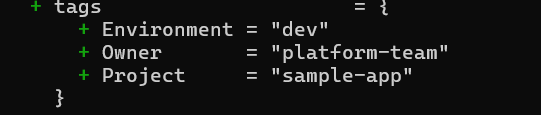 + tags                     = {
    + Environment = "dev"
    + Owner       = "platform-team"
    + Project     = "sample-app"
  }